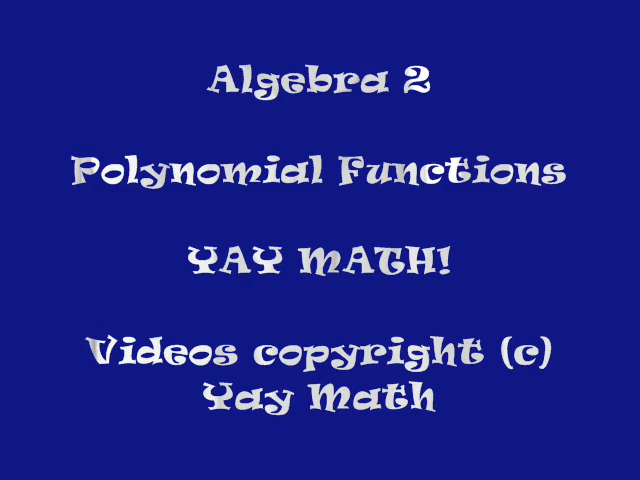 Algebra 2
Polynomial Functions
YAY MATH!
Videos copyright (c)
Yay Math